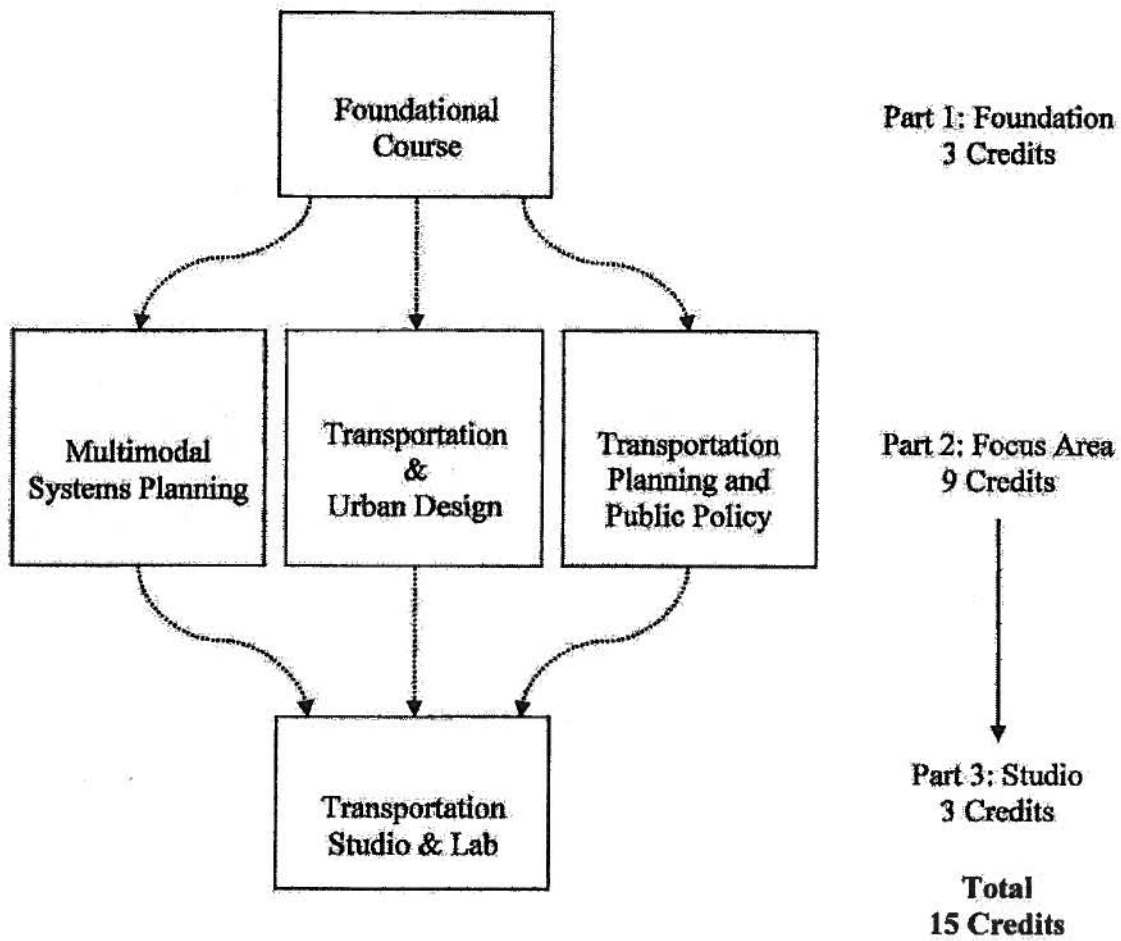 Foundational
Course
Part 1: Foundation
3 Credits
Multimodal
Systems Planning
Transportation
&
Urban Design
Transportation
Planning and
Public Policy
Part 2: Focus Area
9 Credits
Transportation
Studio & Lab
Part 3: Studio
3 Credits
Total
15 Credits